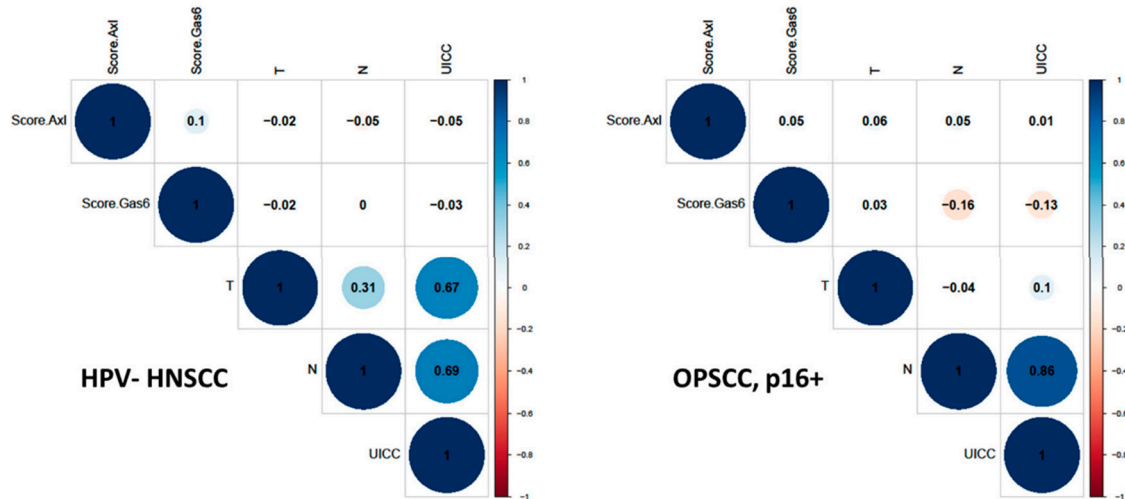 Score.Axl Score.Gas6 T N UICC
Score.Axl 1 0.1 −0.02 −0.05 −0.05
Score.Gas6 1 −0.02 0 −0.03
T 1 0.31 0.67
N 1 0.69
UICC 1
HPV- HNSCC
1
0.8
0.6
0.4
0.2
0
−0.2
−0.4
−0.6
−0.8
−1
Score.Axl Score.Gas6 T N UICC
Score.Axl 1 0.05 0.06 0.05 0.01
Score.Gas6 1 0.03 −0.16 −0.13
T 1 −0.04 0.1
N 1 0.86
UICC 1
OPSCC, p16+
1
0.8
0.6
0.4
0.2
0
−0.2
−0.4
−0.6
−0.8
−1